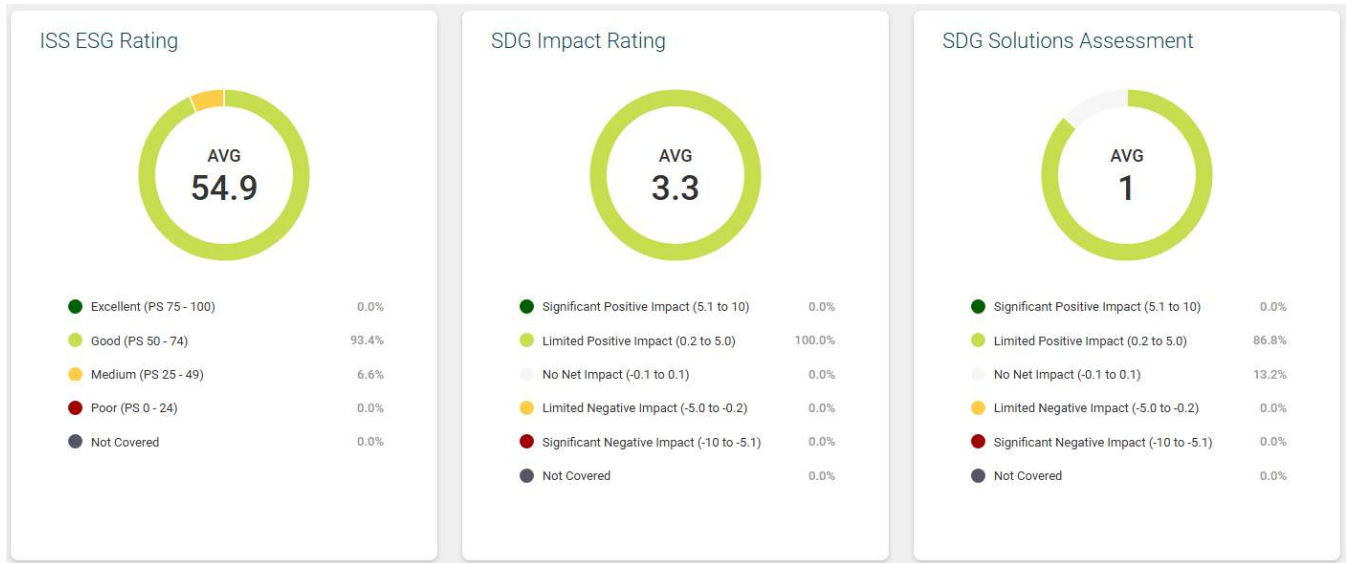 ISS ESG Rating
AVG
54.9
Excellent (PS 75 - 100) 0.0%
Good (PS 50 - 74) 93.4%
Medium (PS 25 - 49) 6.6%
Poor (PS 0 - 24) 0.0%
Not Covered 0.0%
SDG Impact Rating
AVG
3.3
Significant Positive Impact (5.1 to 10) 0.0%
Limited Positive Impact (0.2 to 5.0) 100.0%
No Net Impact (-0.1 to 0.1) 0.0%
Limited Negative Impact (-5.0 to -0.2) 0.0%
Significant Negative Impact (-10 to -5.1) 0.0%
Not Covered 0.0%
SDG Solutions Assessment
AVG
1
Significant Positive Impact (5.1 to 10) 0.0%
Limited Positive Impact (0.2 to 5.0) 86.8%
No Net Impact (-0.1 to 0.1) 13.2%
Limited Negative Impact (-5.0 to -0.2) 0.0%
Significant Negative Impact (-10 to -5.1) 0.0%
Not Covered 0.0%